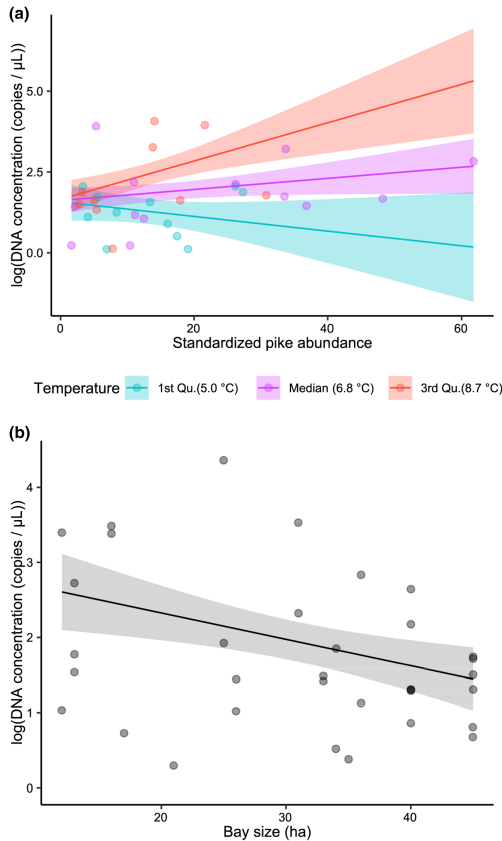 (a)
log(DNA concentration (copies / μL))
5.0
2.5
0.0
0 20 40 60
Standardized pike abundance
Temperature 1st Qu.(5.0 °C) Median (6.8 °C) 3rd Qu.(8.7 °C)
(b)
log(DNA concentration (copies / μL))
4
3
2
1
0
20 30 40
Bay size (ha)